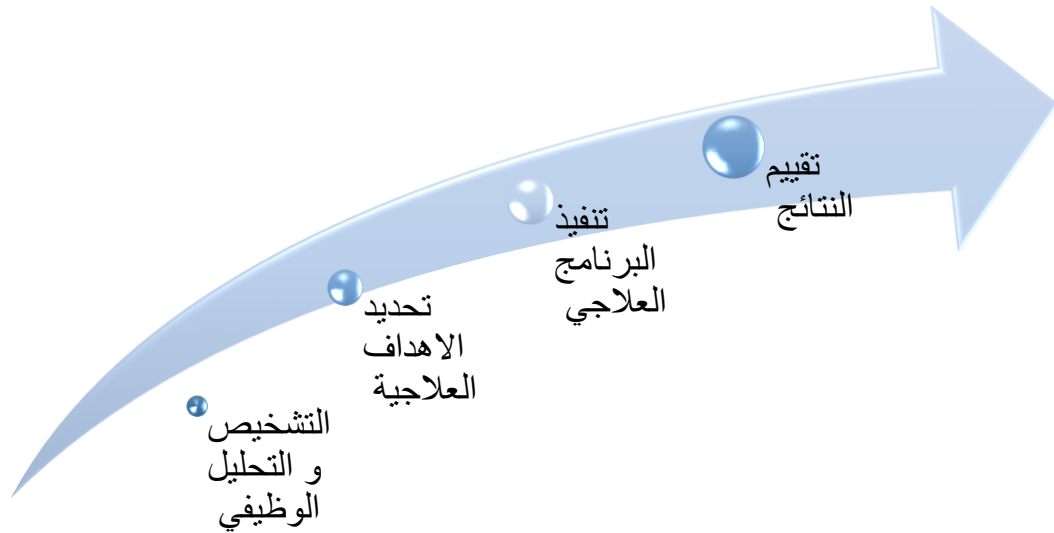 التشخيص
و التحليل
الوظيفي
تحديد
الاهداف
العلاجية
تنفيذ
البرنامج
العلاجي
تقييم
النتائج